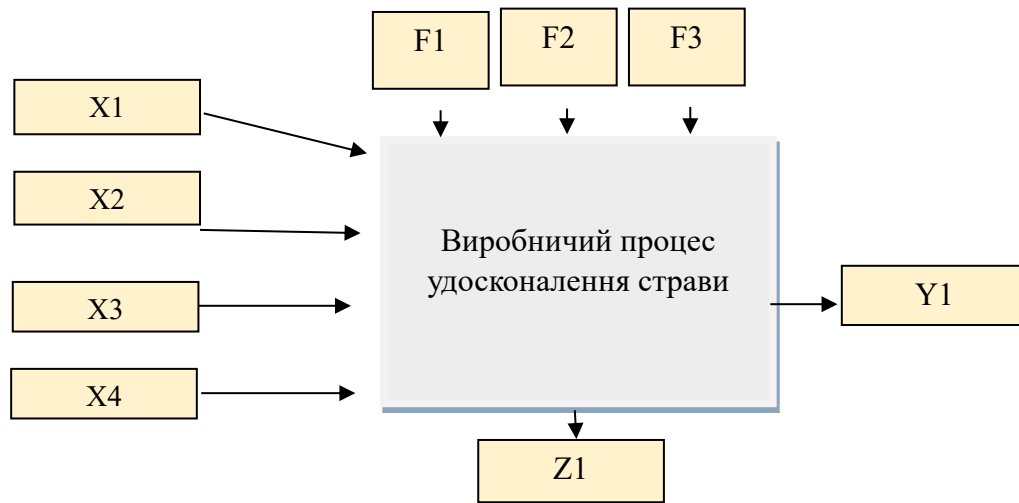 F1
F2
F3
X1
X2
X3
X4
Виробничий процес
удосконалення страви
Y1
Z1